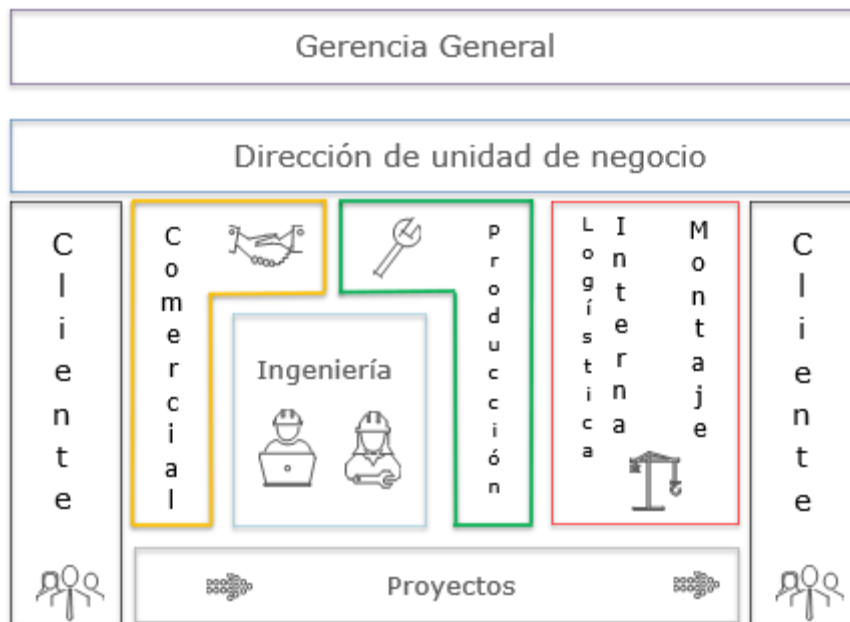 Gerencia General
Dirección de unidad de negocio
Cliente
Comercial
Ingeniería
Producción
Logística
Interna
Montaje
Cliente
Proyectos